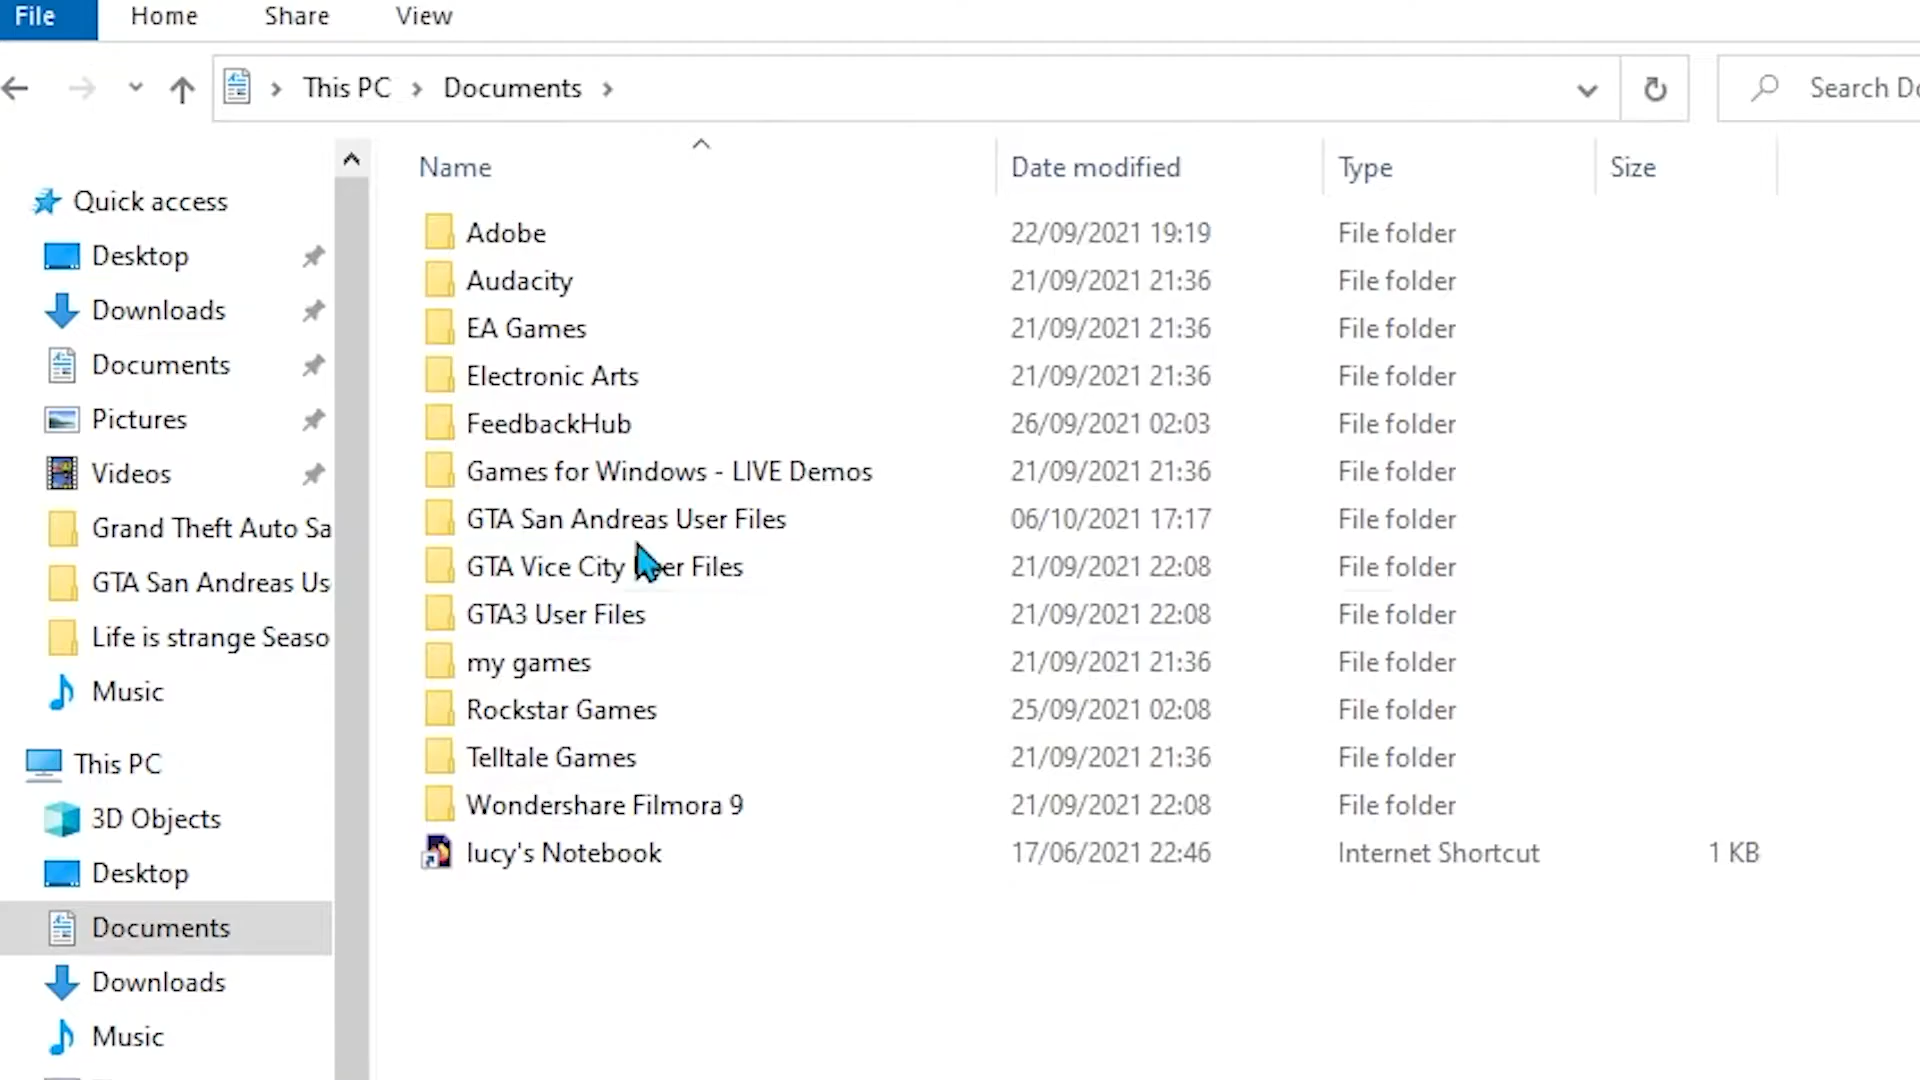 File Home Share View
This PC Documents
Search Do
Name Date modified Type Size
Quick access
Desktop
Downloads
Documents
Pictures
Videos
Grand Theft Auto Sa
GTA San Andreas Us
Life is strange Seaso
Music
This PC
3D Objects
Desktop
Documents
Downloads
Music
Adobe 22/09/2021 19:19 File folder
Audacity 21/09/2021 21:36 File folder
EA Games 21/09/2021 21:36 File folder
Electronic Arts 21/09/2021 21:36 File folder
FeedbackHub 26/09/2021 02:03 File folder
Games for Windows - LIVE Demos 21/09/2021 21:36 File folder
GTA San Andreas User Files 06/10/2021 17:17 File folder
GTA Vice City User Files 21/09/2021 22:08 File folder
GTA3 User Files 21/09/2021 22:08 File folder
my games 21/09/2021 21:36 File folder
Rockstar Games 25/09/2021 02:08 File folder
Telltale Games 21/09/2021 21:36 File folder
Wondershare Filmora 9 21/09/2021 22:08 File folder
lucy's Notebook 17/06/2021 22:46 Internet Shortcut 1 KB